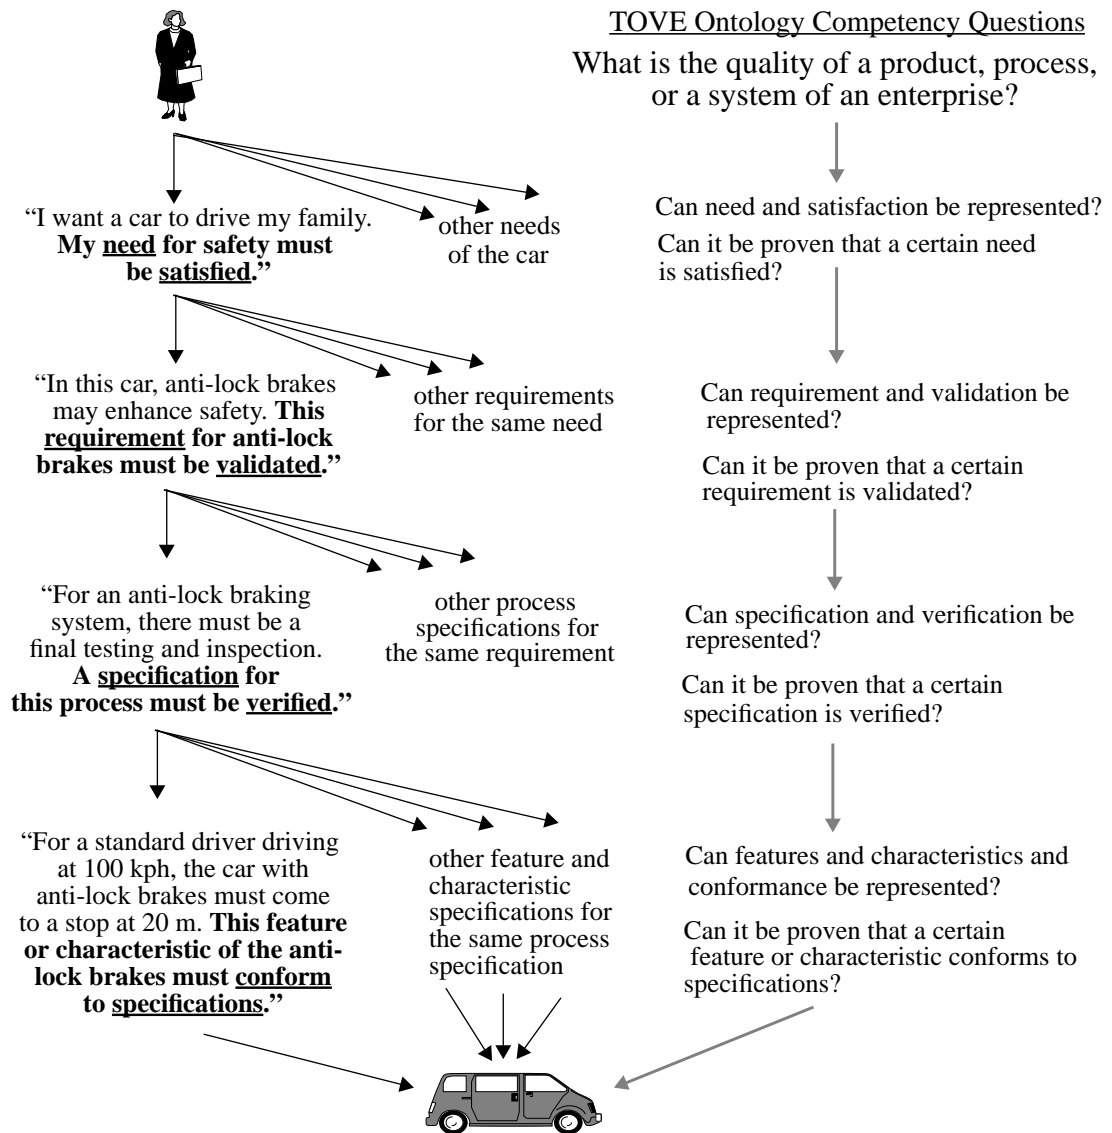 TOVE Ontology Competency Questions
What is the quality of a product, process,
or a system of an enterprise?
“I want a car to drive my family.
My need for safety must
be satisfied.”
other needs
of the car
Can need and satisfaction be represented?
Can it be proven that a certain need
is satisfied?
“In this car, anti-lock brakes
may enhance safety. This
requirement for anti-lock
brakes must be validated.”
other requirements
for the same need
Can requirement and validation be
represented?
Can it be proven that a certain
requirement is validated?
“For an anti-lock braking
system, there must be a
final testing and inspection.
A specification for
this process must be verified.”
other process
specifications for
the same requirement
Can specification and verification be
represented?
Can it be proven that a certain
specification is verified?
“For a standard driver driving
at 100 kph, the car with
anti-lock brakes must come
to a stop at 20 m. This feature
or characteristic of the anti-
lock brakes must conform
to specifications.”
other feature and
characteristic
specifications for
the same process
specification
Can features and characteristics and
conformance be represented?
Can it be proven that a certain
feature or characteristic conforms to
specifications?